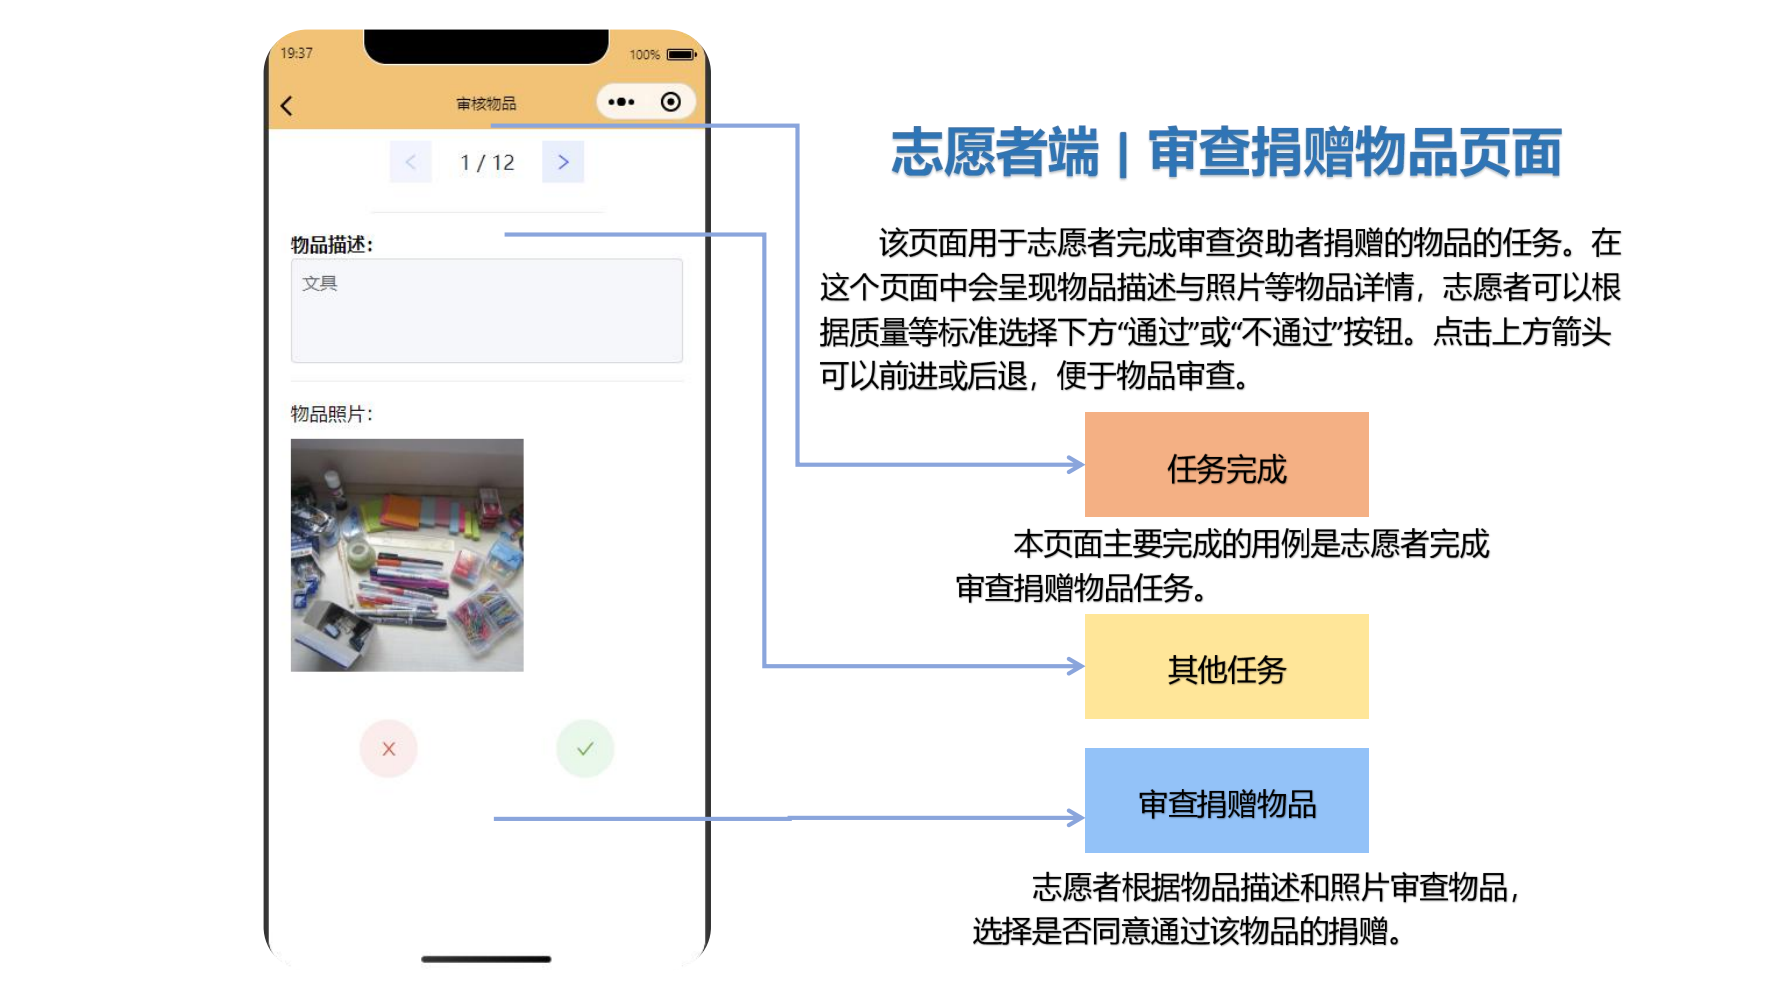 19:37
100%
审核物品
1 / 12
物品描述：
文具
物品照片：
志愿者端 | 审查捐赠物品页面
该页面用于志愿者完成审查资助者捐赠的物品的任务。在
这个页面中会呈现物品描述与照片等物品详情，志愿者可以根
据质量等标准选择下方“通过”或“不通过”按钮。点击上方箭头
可以前进或后退，便于物品审查。
任务完成
本页面主要完成的用例是志愿者完成
审查捐赠物品任务。
其他任务
审查捐赠物品
志愿者根据物品描述和照片审查物品，
选择是否同意通过该物品的捐赠。